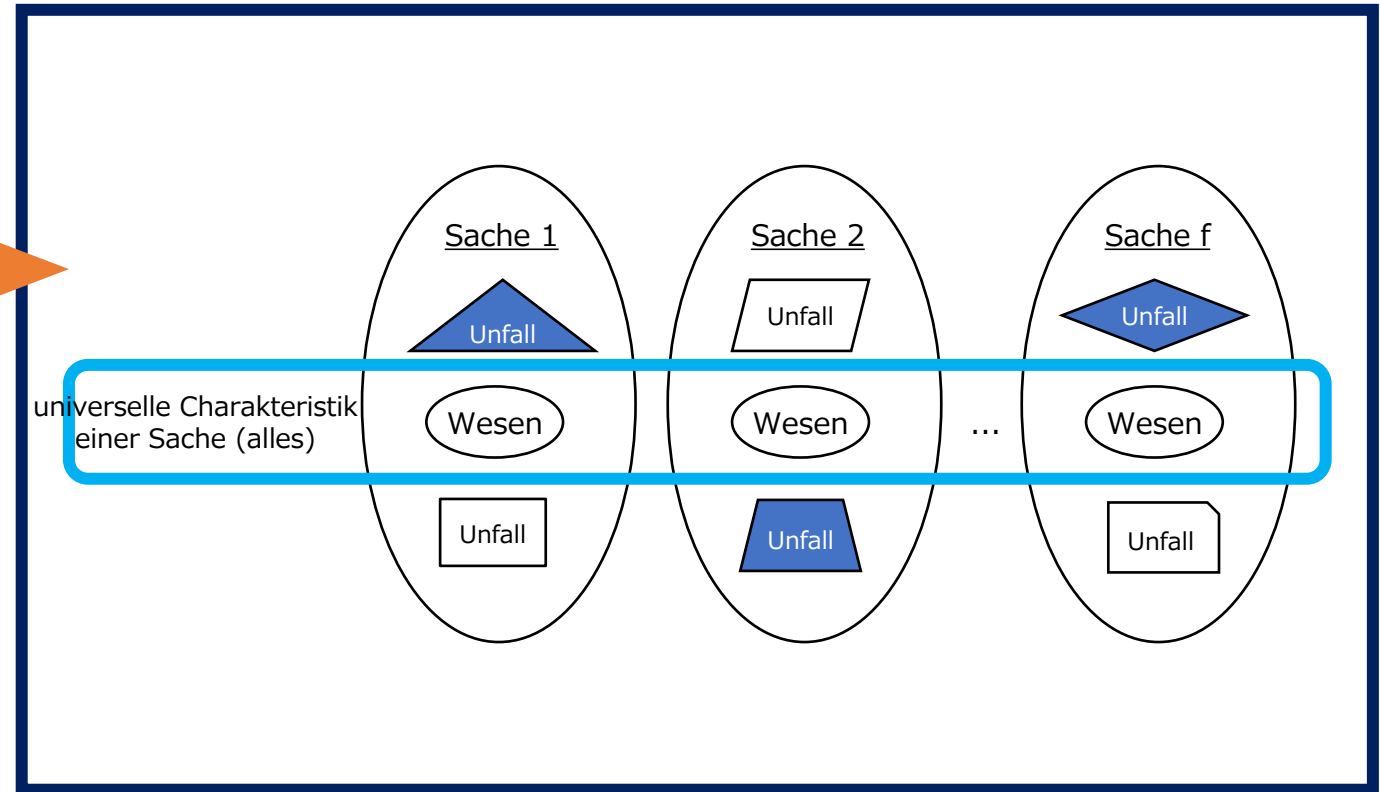 Sache 1
Sache 2
Sache f
Unfall
Unfall
Unfall
universelle Charakteristik
einer Sache (alles)
Wesen
Wesen
...
Wesen
Unfall
Unfall
Unfall